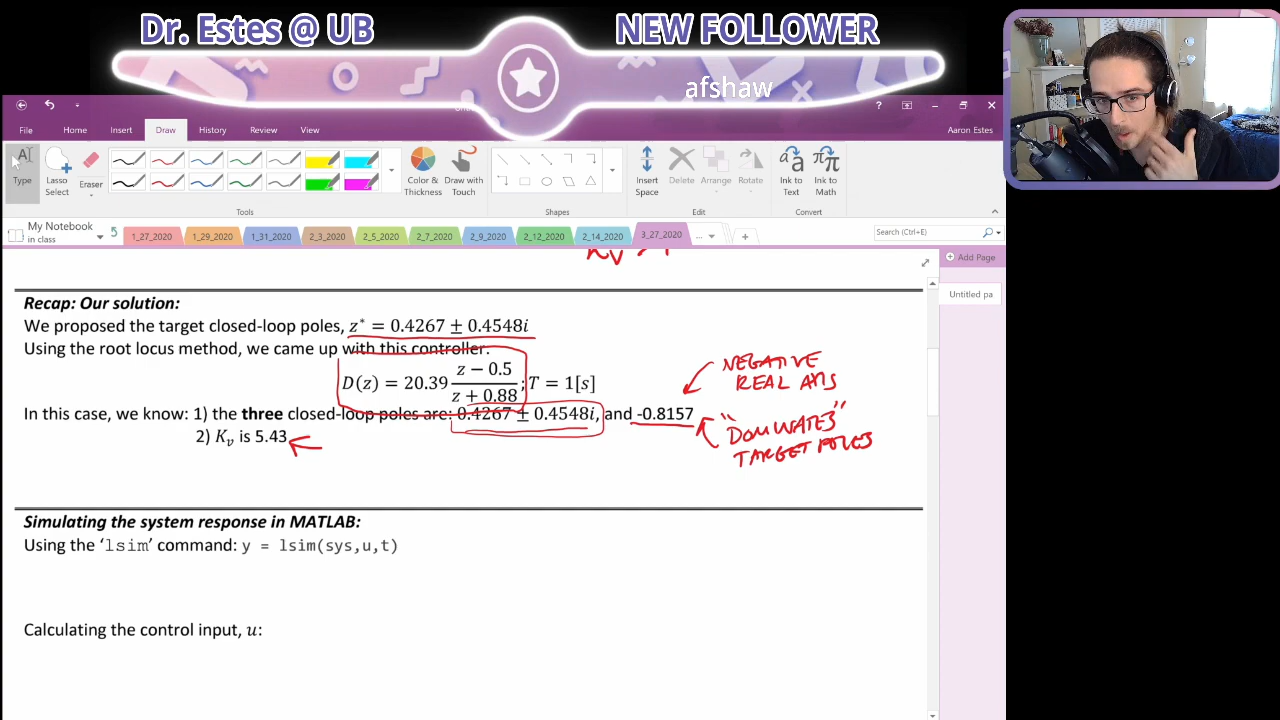 Dr. Estes @ UB
NEW FOLLOWER
afshaw
File Home Insert Draw History Review View
Aaron Estes
Type
Lasso Select
Eraser
Color & Thickness
Draw with Touch
Insert Space
Delete
Arrange
Rotate
Ink to Text
Ink to Math
Tools
Shapes
Edit
Convert
My Notebook
in class
1_27_2020 1_29_2020 1_31_2020 2_3_2020 2_5_2020 2_7_2020 2_9_2020 2_12_2020 2_14_2020 3_27_2020 ...
Search (Ctrl+E)
Add Page
Untitled pa
Recap: Our solution:
We proposed the target closed-loop poles, z* = 0.4267 ± 0.4548i
Using the root locus method, we came up with this controller:
D(z) = 20.39 (z − 0.5)/(z + 0.88); T = 1[s]
In this case, we know: 1) the three closed-loop poles are: 0.4267 ± 0.4548i, and -0.8157
2) Kᵥ is 5.43
NEGATIVE
REAL AXIS
"DOMINATES"
TARGET POLES
Simulating the system response in MATLAB:
Using the 'lsim' command: y = lsim(sys,u,t)
Calculating the control input, u: